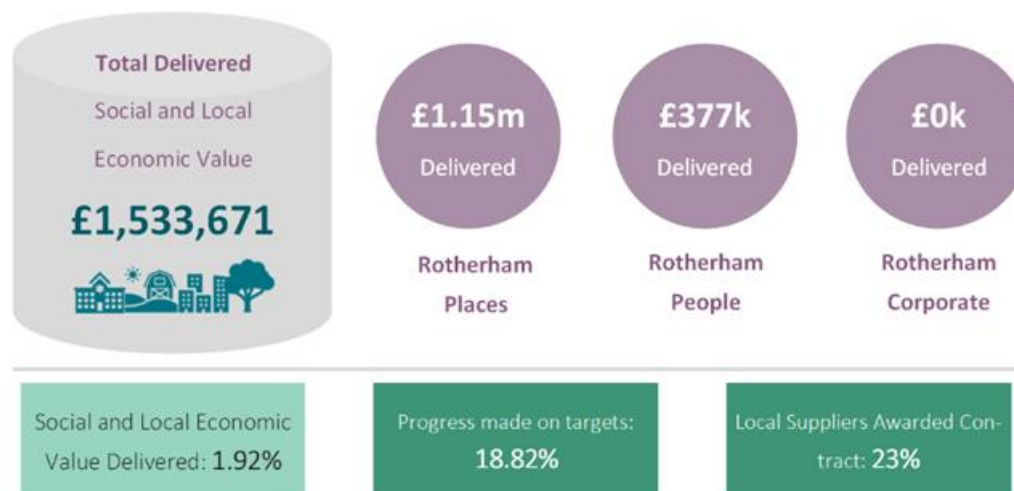 Total Delivered
Social and Local
Economic Value
£1,533,671
£1.15m
Delivered
Rotherham
Places
£377k
Delivered
Rotherham
People
£0k
Delivered
Rotherham
Corporate
Social and Local Economic
Value Delivered: 1.92%
Progress made on targets:
18.82%
Local Suppliers Awarded Con-
tract: 23%